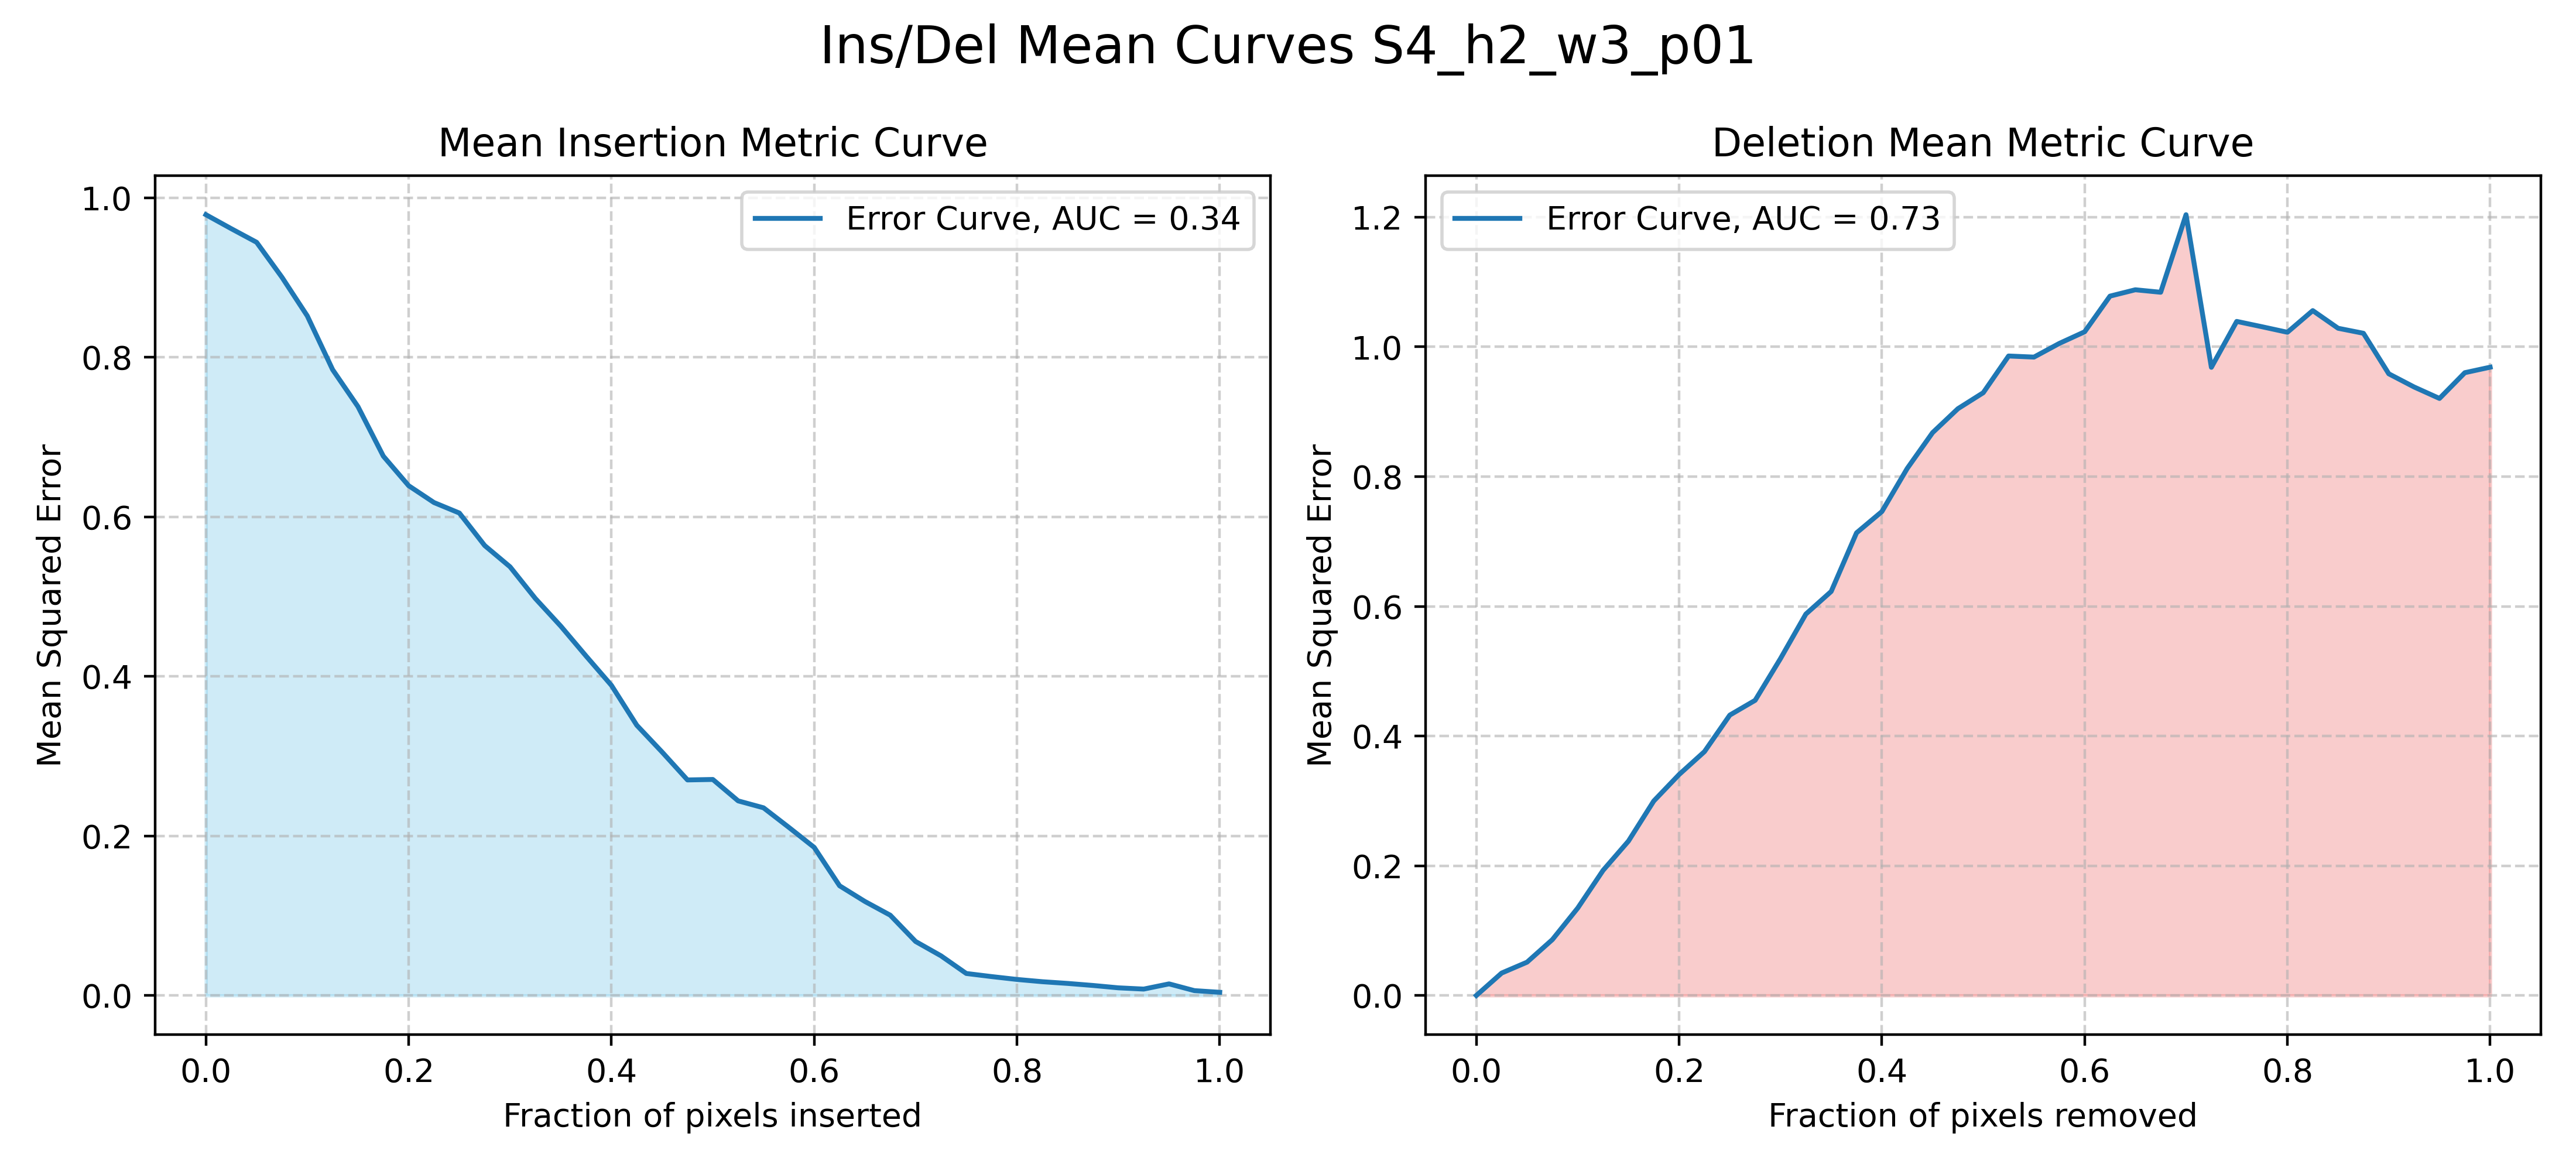 Ins/Del Mean Curves S4_h2_w3_p01
Mean Insertion Metric Curve
Error Curve, AUC = 0.34
Mean Squared Error
1.0
0.8
0.6
0.4
0.2
0.0
0.0 0.2 0.4 0.6 0.8 1.0
Fraction of pixels inserted
Deletion Mean Metric Curve
Error Curve, AUC = 0.73
Mean Squared Error
1.2
1.0
0.8
0.6
0.4
0.2
0.0
0.0 0.2 0.4 0.6 0.8 1.0
Fraction of pixels removed